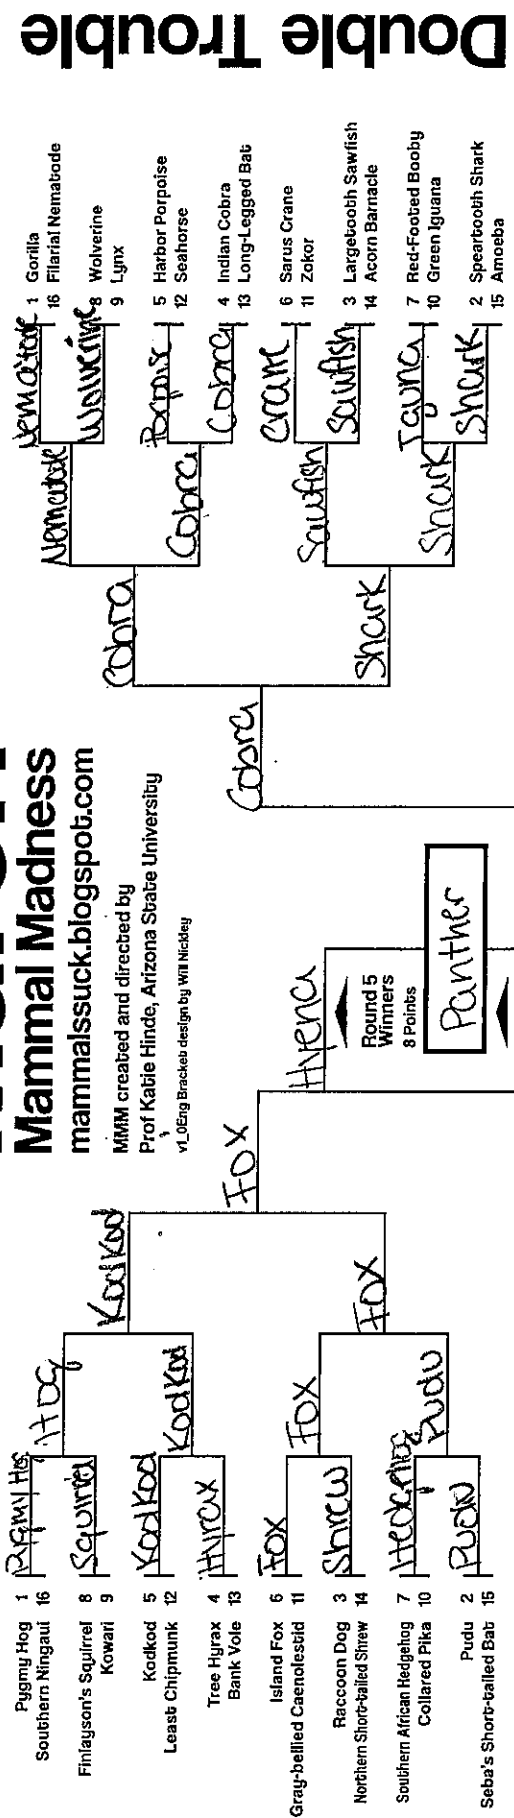 Mammal Madness
mammalssuck.blogspot.com
MMM created and directed by
Prof Katie Hinde, Arizona State University
v1_0Eng Bracket design by Will Nickley
Pygmy Hog 1
Southern Ningaui 16
Finlayson's Squirrel 8
Kowari 9
Kodkod 5
Least Chipmunk 12
Tree Hyrax 4
Bank Vole 13
Island Fox 6
Gray-bellied Caenolestid 11
Raccoon Dog 3
Northern Short-tailed Shrew 14
Southern African Hedgehog 7
Collared Pika 10
Pudu 2
Seba's Short-tailed Bat 15
Pigmy Hog
Squirrel
Kodkod
Hyrax
Fox
Shrew
Hedgehog
Pudu
Hog
Kodkod
Fox
Pudu
Kodkod
Fox
Fox
Hyena
Round 5
Winners
8 Points
Panther
Cobra
Cobra
Shark
Nematode
Cobra
Sawfish
Shark
Nematode
Wolverine
Porpise
Cobra
Crane
Sawfish
Iguna
Shark
1 Gorilla
16 Filarial Nematode
8 Wolverine
9 Lynx
5 Harbor Porpoise
12 Seahorse
4 Indian Cobra
13 Long-Legged Bat
6 Sarus Crane
11 Zokor
3 Largetooth Sawfish
14 Acorn Barnacle
7 Red-Footed Booby
10 Green Iguana
2 Speartooth Shark
15 Amoeba
Double Trouble